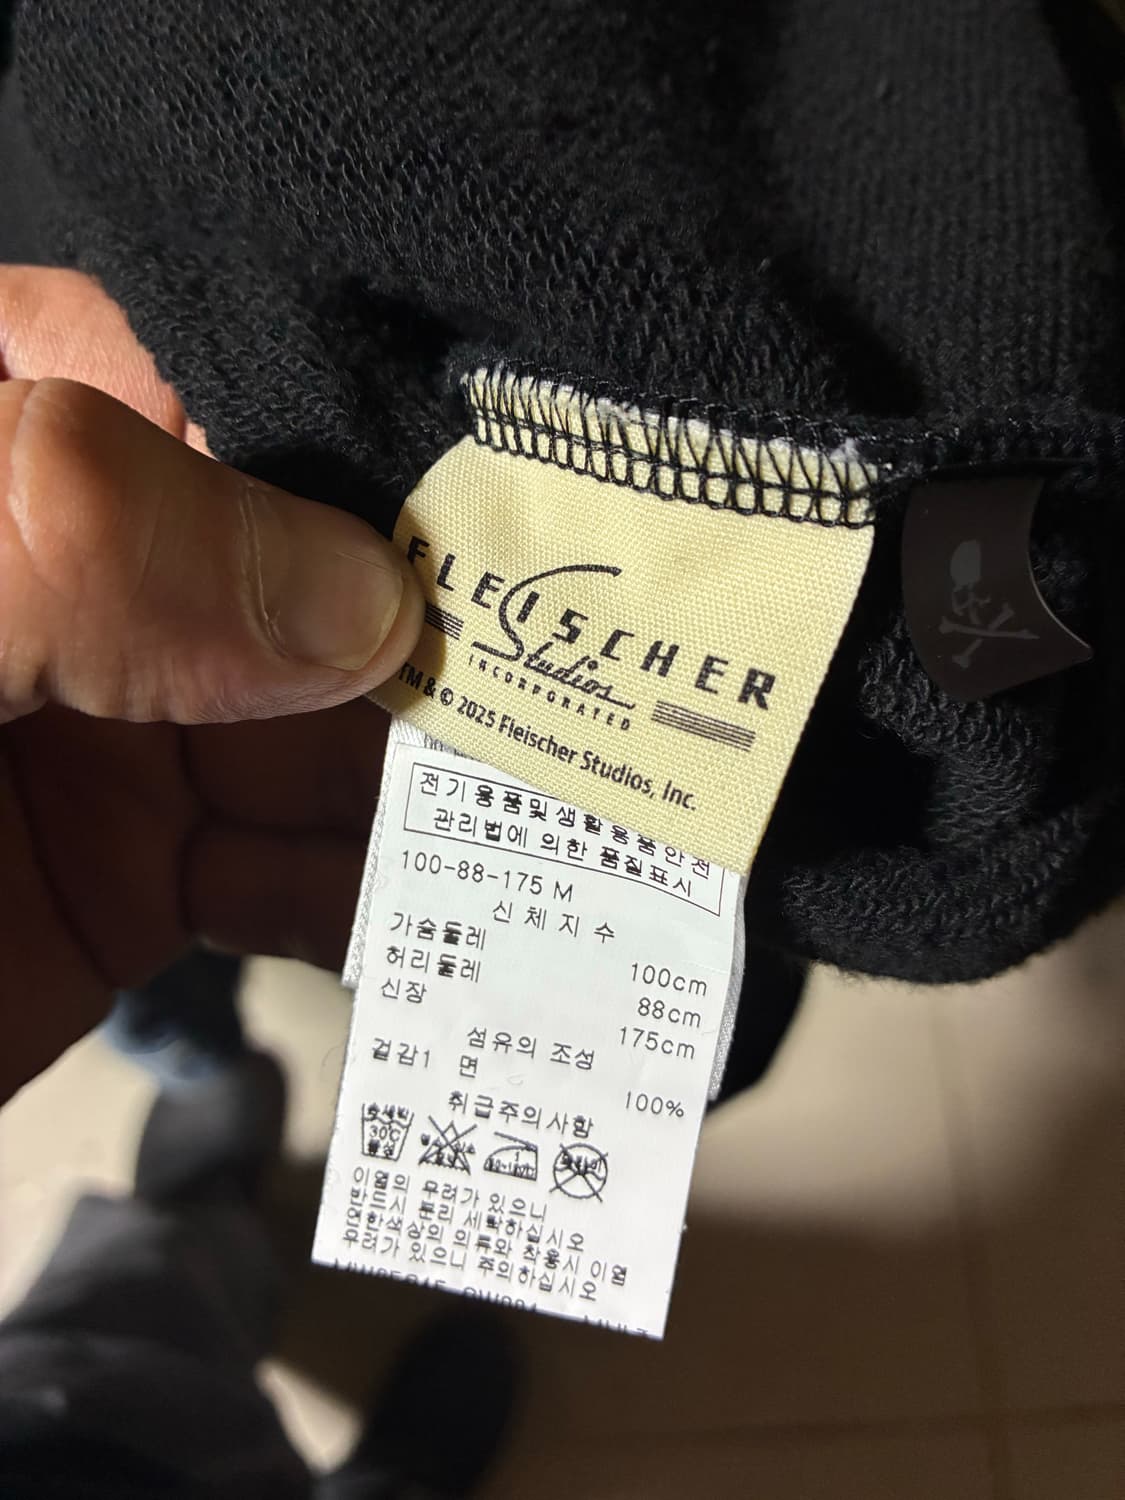 FLEISCHER
Studios
INCORPORATED
TM & © 2025 Fleischer Studios, Inc.
전기용품및생활용품안전
관리법에 의한 품질표시
100-88-175 M
신체지수
가슴둘레 100cm
허리둘레 88cm
신장 175cm
섬유의 조성
겉감1 면 100%
취급주의사항
30℃
이염의 우려가 있으니
반드시 분리 세탁하십시오
연한색상의 의류와 착용시 이염
우려가 있으니 주의하십시오